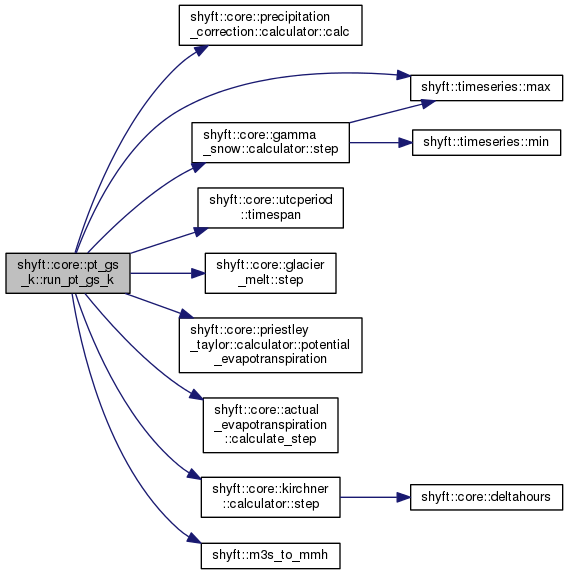 shyft::core::precipitation
_correction::calculator::calc
shyft::timeseries::max
shyft::core::gamma
_snow::calculator::step
shyft::timeseries::min
shyft::core::utcperiod
::timespan
shyft::core::pt_gs
_k::run_pt_gs_k
shyft::core::glacier
_melt::step
shyft::core::priestley
_taylor::calculator::potential
_evapotranspiration
shyft::core::actual
_evapotranspiration
::calculate_step
shyft::core::kirchner
::calculator::step
shyft::core::deltahours
shyft::m3s_to_mmh